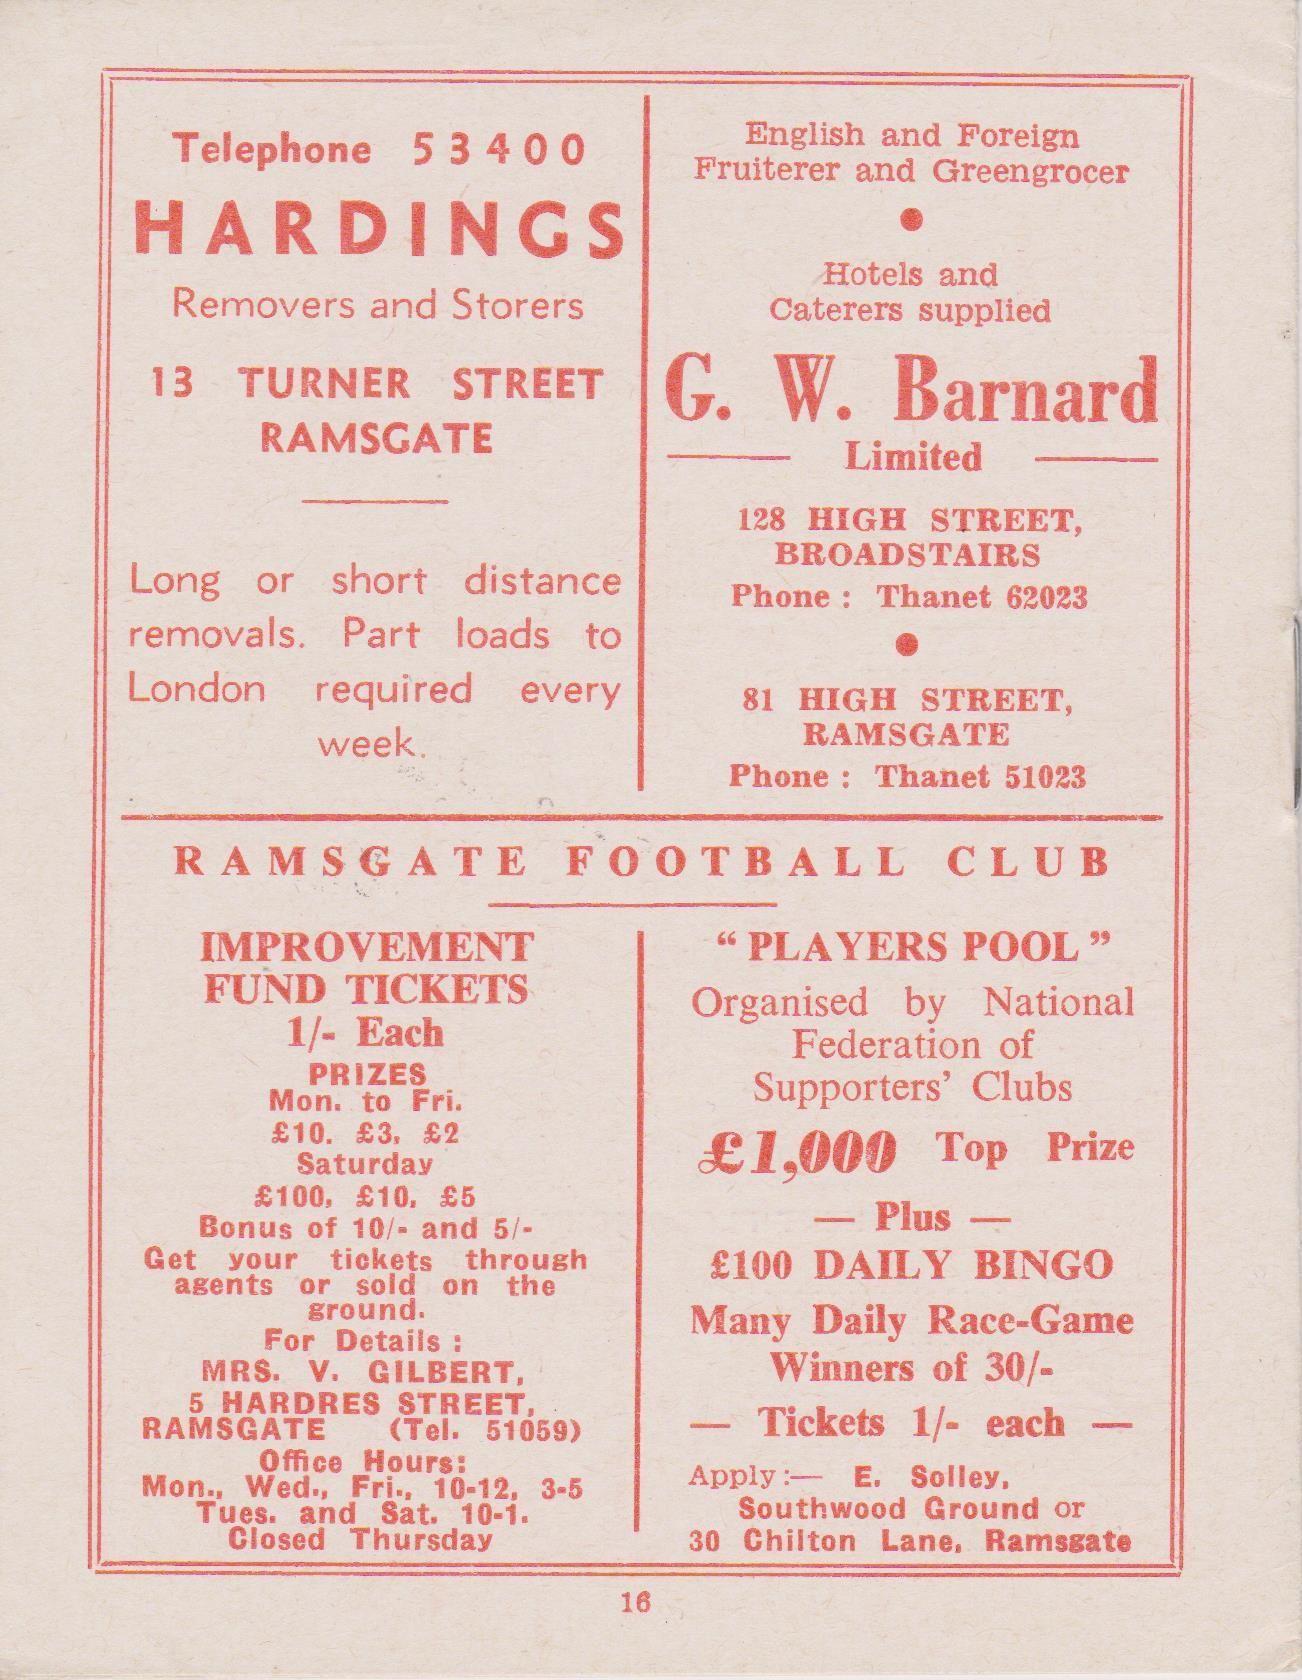 Telephone 53400
HARDINGS
Removers and Storers
13 TURNER STREET
RAMSGATE
Long or short distance
removals. Part loads to
London required every
week.
English and Foreign
Fruiterer and Greengrocer
Hotels and
Caterers supplied
G. W. Barnard
Limited
128 HIGH STREET,
BROADSTAIRS
Phone : Thanet 62023
81 HIGH STREET,
RAMSGATE
Phone : Thanet 51023
RAMSGATE FOOTBALL CLUB
IMPROVEMENT
FUND TICKETS
1/- Each
PRIZES
Mon. to Fri.
£10. £3, £2
Saturday
£100, £10, £5
Bonus of 10/- and 5/-
Get your tickets through
agents or sold on the
ground.
For Details :
MRS. V. GILBERT,
5 HARDRES STREET,
RAMSGATE (Tel. 51059)
Office Hours:
Mon., Wed., Fri., 10-12, 3-5
Tues. and Sat. 10-1.
Closed Thursday
“ PLAYERS POOL ”
Organised by National
Federation of
Supporters’ Clubs
£1,000 Top Prize
— Plus —
£100 DAILY BINGO
Many Daily Race-Game
Winners of 30/-
— Tickets 1/- each —
Apply :— E. Solley,
Southwood Ground or
30 Chilton Lane, Ramsgate
16